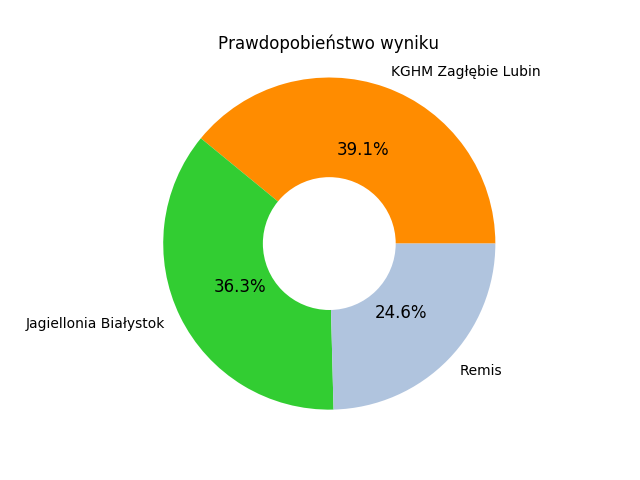 Prawdopobieństwo wyniku
KGHM Zagłębie Lubin
39.1%
36.3%
24.6%
Jagiellonia Białystok
Remis